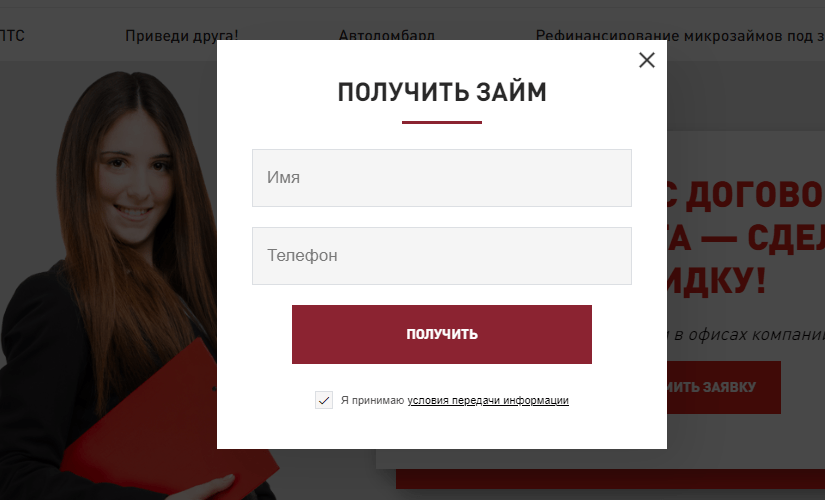 ПТС Приведи друга! Автоломбард Рефинансирование микрозаймов под з
ПОЛУЧИТЬ ЗАЙМ
Имя
С ДОГОВО
Телефон
ТА — СДЕЛ
ИДКУ!
ПОЛУЧИТЬ
в офисах компании
МИТЬ ЗАЯВКУ
Я принимаю условия передачи информации